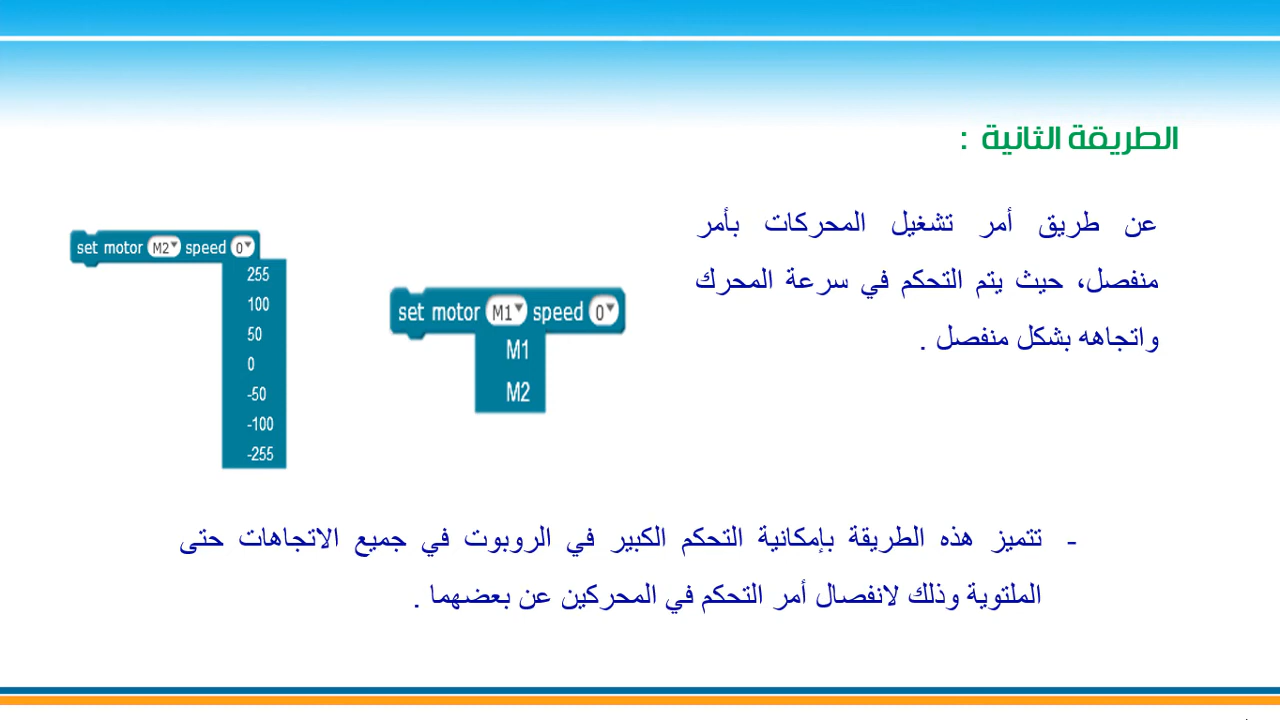 الطريقة الثانية :
عن طريق أمر تشغيل المحركات بأمر
منفصل، حيث يتم التحكم في سرعة المحرك
واتجاهه بشكل منفصل .
set motor M1 speed 0
M1
M2
set motor M2 speed 0
255
100
50
0
-50
-100
-255
- تتميز هذه الطريقة بإمكانية التحكم الكبير في الروبوت في جميع الاتجاهات حتى
الملتوية وذلك لانفصال أمر التحكم في المحركين عن بعضهما .